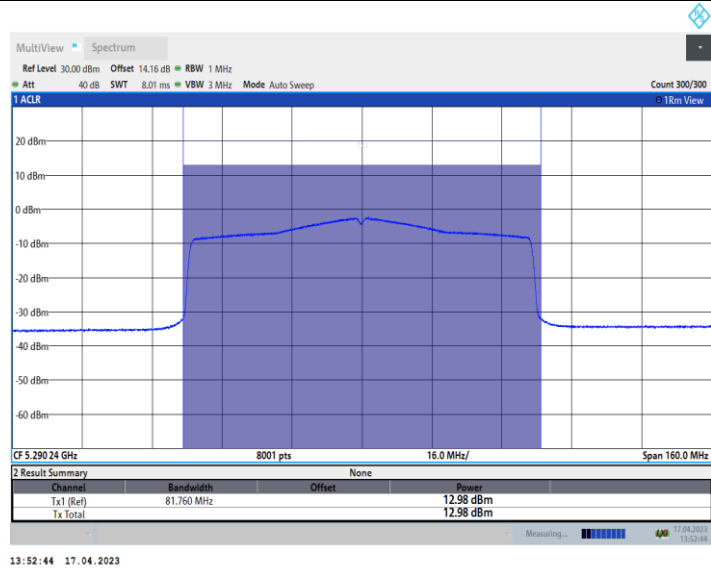 MultiView Spectrum
Ref Level 30.00 dBm Offset 14.16 dB RBW 1 MHz
Att 40 dB SWT 8.01 ms VBW 3 MHz Mode Auto Sweep Count 300/300
1 ACLR 1Rm View
20 dBm
10 dBm
0 dBm
-10 dBm
-20 dBm
-30 dBm
-40 dBm
-50 dBm
-60 dBm
CF 5.290 24 GHz 8001 pts 16.0 MHz/ Span 160.0 MHz
2 Result Summary None
Channel Bandwidth Offset Power
Tx1 (Ref) 81.760 MHz 12.98 dBm
Tx Total 12.98 dBm
Measuring... 17.04.2023
13:52:44
13:52:44 17.04.2023